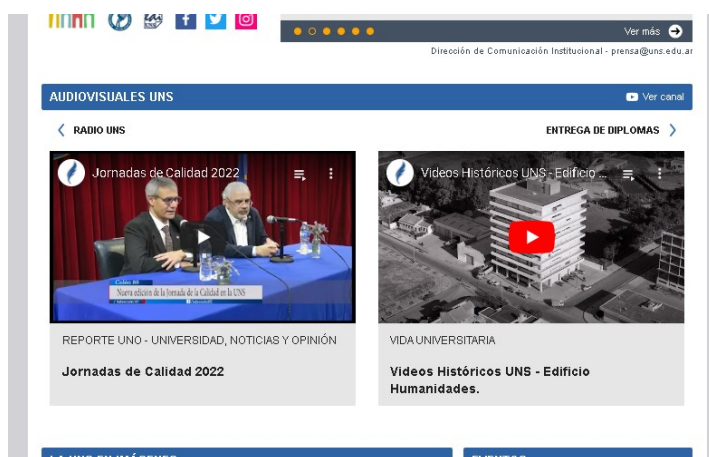 Ver más
Dirección de Comunicación Institucional - prensa@uns.edu.ar
AUDIOVISUALES UNS
Ver canal
RADIO UNS
ENTREGA DE DIPLOMAS
Jornadas de Calidad 2022
Videos Históricos UNS - Edificio ...
Colón 80
Nueva edición de la Jornada de la Calidad en la UNS
REPORTE UNO - UNIVERSIDAD, NOTICIAS Y OPINIÓN
VIDA UNIVERSITARIA
Jornadas de Calidad 2022
Videos Históricos UNS - Edificio
Humanidades.